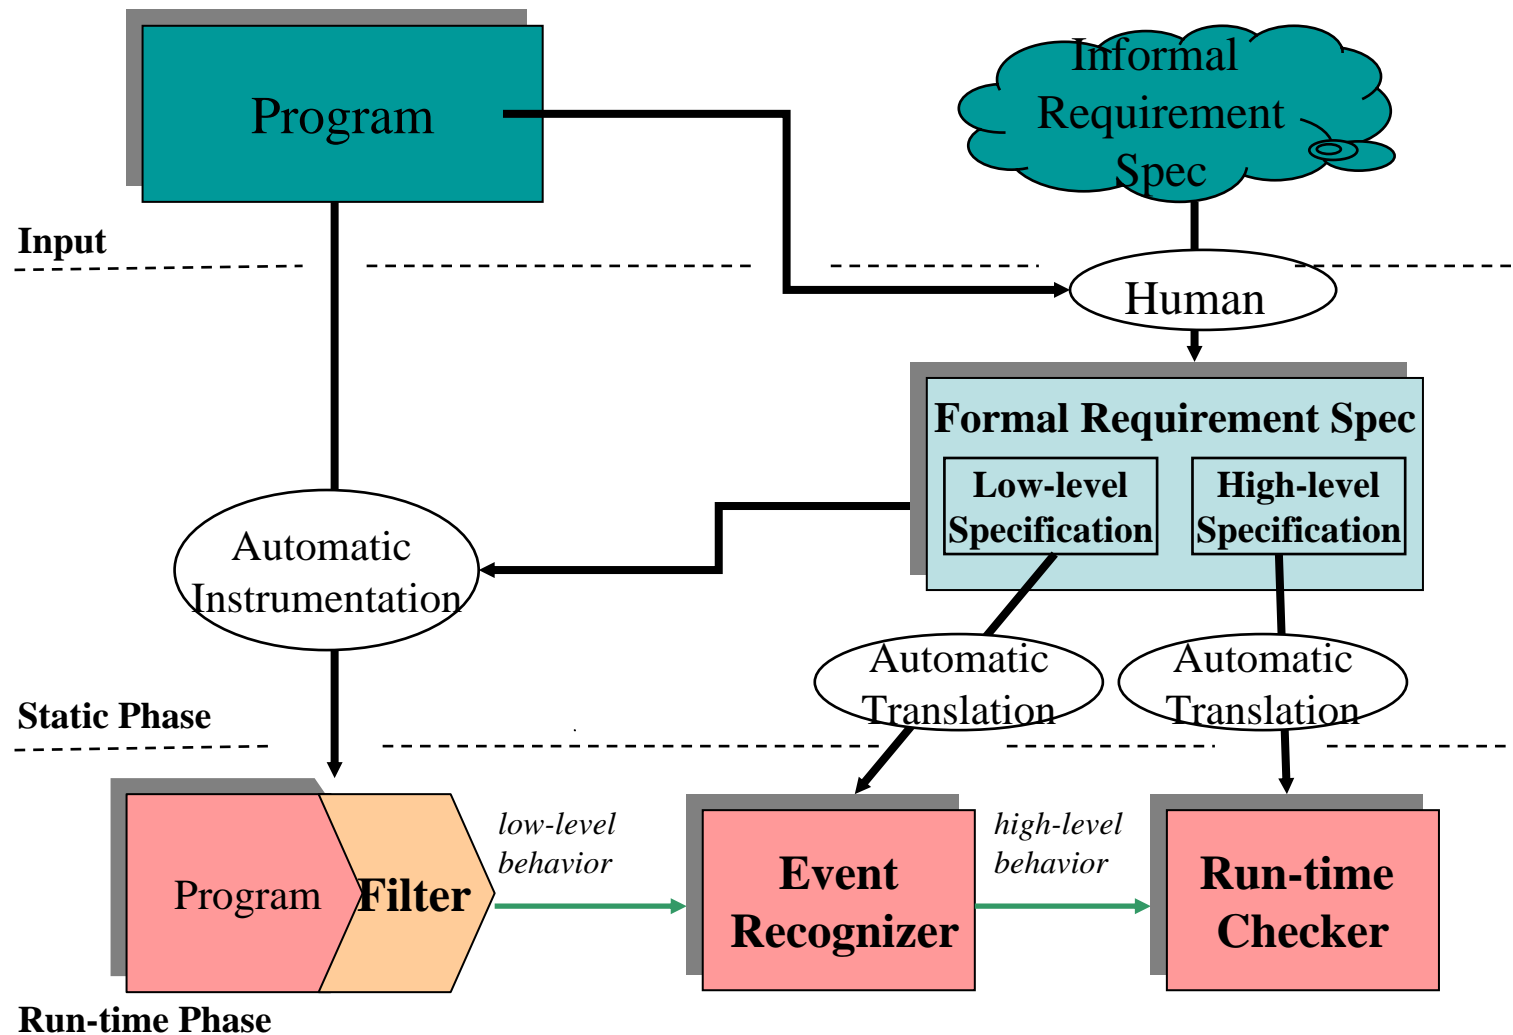 Program
Informal
Requirement
Spec
Input
Human
Formal Requirement Spec
Low-level
Specification
High-level
Specification
Automatic
Instrumentation
Automatic
Translation
Automatic
Translation
Static Phase
Program
Filter
low-level
behavior
Event
Recognizer
high-level
behavior
Run-time
Checker
Run-time Phase